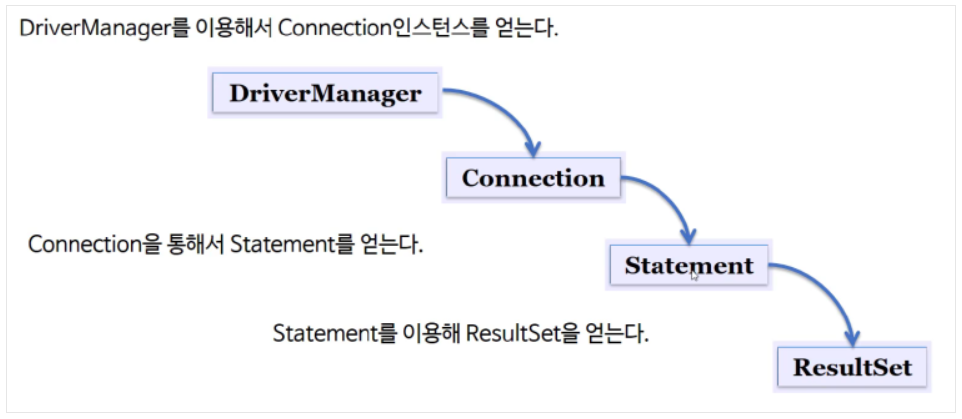 DriverManager를 이용해서 Connection인스턴스를 얻는다.
DriverManager
Connection
Connection을 통해서 Statement를 얻는다.
Statement
Statement를 이용해 ResultSet을 얻는다.
ResultSet